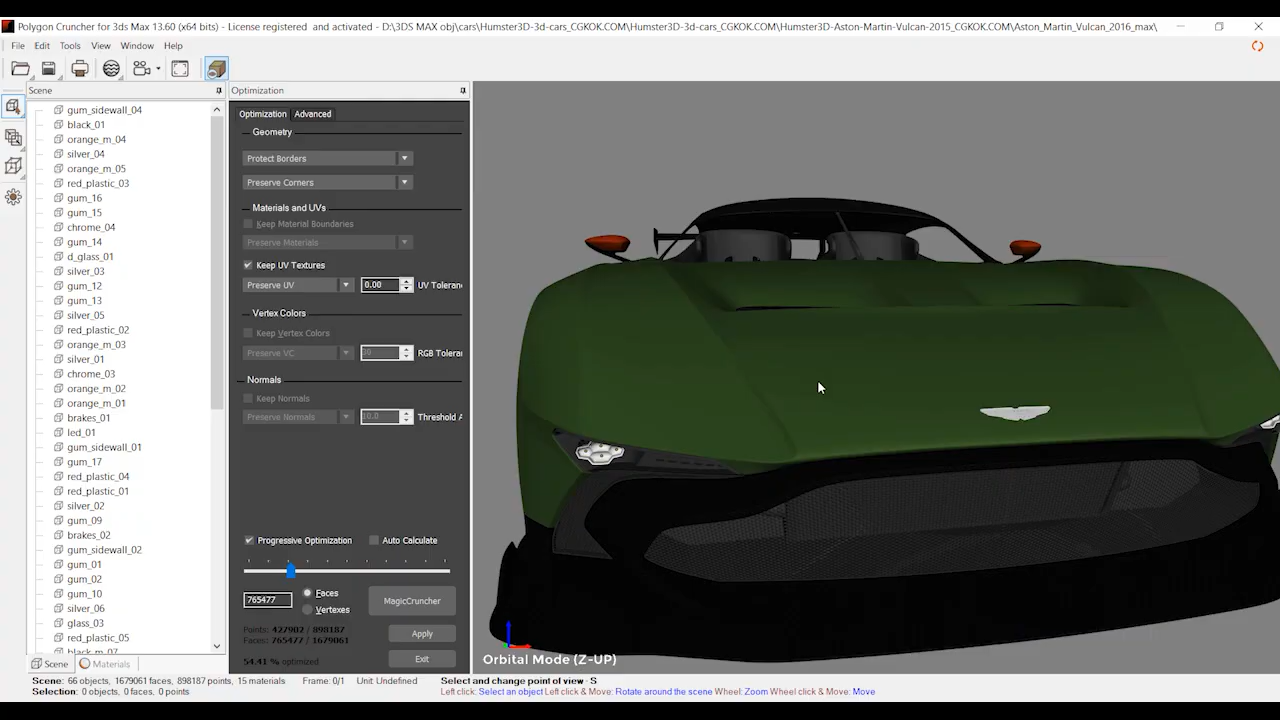 Polygon Cruncher for 3ds Max 13.60 (x64 bits) - License registered and activated - D:\3DS MAX obj\cars\Humster3D-3d-cars_CGKOK.COM\Humster3D-Aston-Martin-Vulcan-2015_CGKOK.COM\Aston_Martin_Vulcan_2016_max\
File Edit Tools View Window Help
Scene
Optimization
gum_sidewall_04
black_01
orange_m_04
silver_04
orange_m_05
red_plastic_03
gum_16
gum_15
chrome_04
gum_14
d_glass_01
silver_03
gum_12
gum_13
silver_05
red_plastic_02
orange_m_03
silver_01
chrome_03
orange_m_02
orange_m_01
brakes_01
led_01
gum_sidewall_01
gum_17
red_plastic_04
red_plastic_01
silver_02
gum_09
brakes_02
gum_sidewall_02
gum_01
gum_02
gum_10
silver_06
glass_03
red_plastic_05
Scene Materials
Optimization Advanced
Geometry
Protect Borders
Preserve Corners
Materials and UVs
Keep Material Boundaries
Preserve Materials
Keep UV Textures
Preserve UV 0.00 UV Toleran
Vertex Colors
Keep Vertex Colors
Preserve VC RGB Tolera
Normals
Keep Normals
Preserve Normals 10.0 Threshold A
Progressive Optimization Auto Calculate
765477 Faces
Vertexes
MagicCruncher
Points: 427902 / 898187
Faces: 765477 / 1679061
Apply
54.41 % optimized
Exit
Orbital Mode (Z-UP)
Scene: 66 objects, 1679061 faces, 898187 points, 15 materials Frame: 0/1 Unit: Undefined Select and change point of view - S
Selection: 0 objects, 0 faces, 0 points Left click: Select an object Left click & Move: Rotate around the scene Wheel: Zoom Wheel click & Move: Move